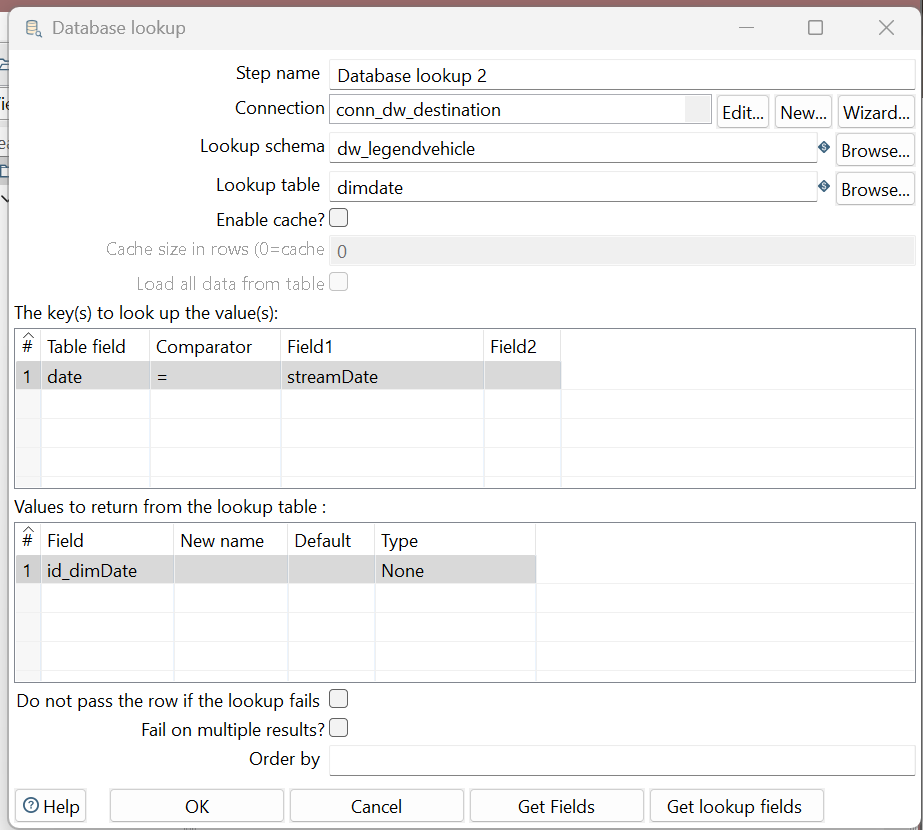 Database lookup
Step name Database lookup 2
Connection conn_dw_destination Edit... New... Wizard...
Lookup schema dw_legendvehicle Browse...
Lookup table dimdate Browse...
Enable cache?
Cache size in rows (0=cache 0
Load all data from table
The key(s) to look up the value(s):
# Table field Comparator Field1 Field2
1 date = streamDate
Values to return from the lookup table :
# Field New name Default Type
1 id_dimDate None
Do not pass the row if the lookup fails
Fail on multiple results?
Order by
Help OK Cancel Get Fields Get lookup fields